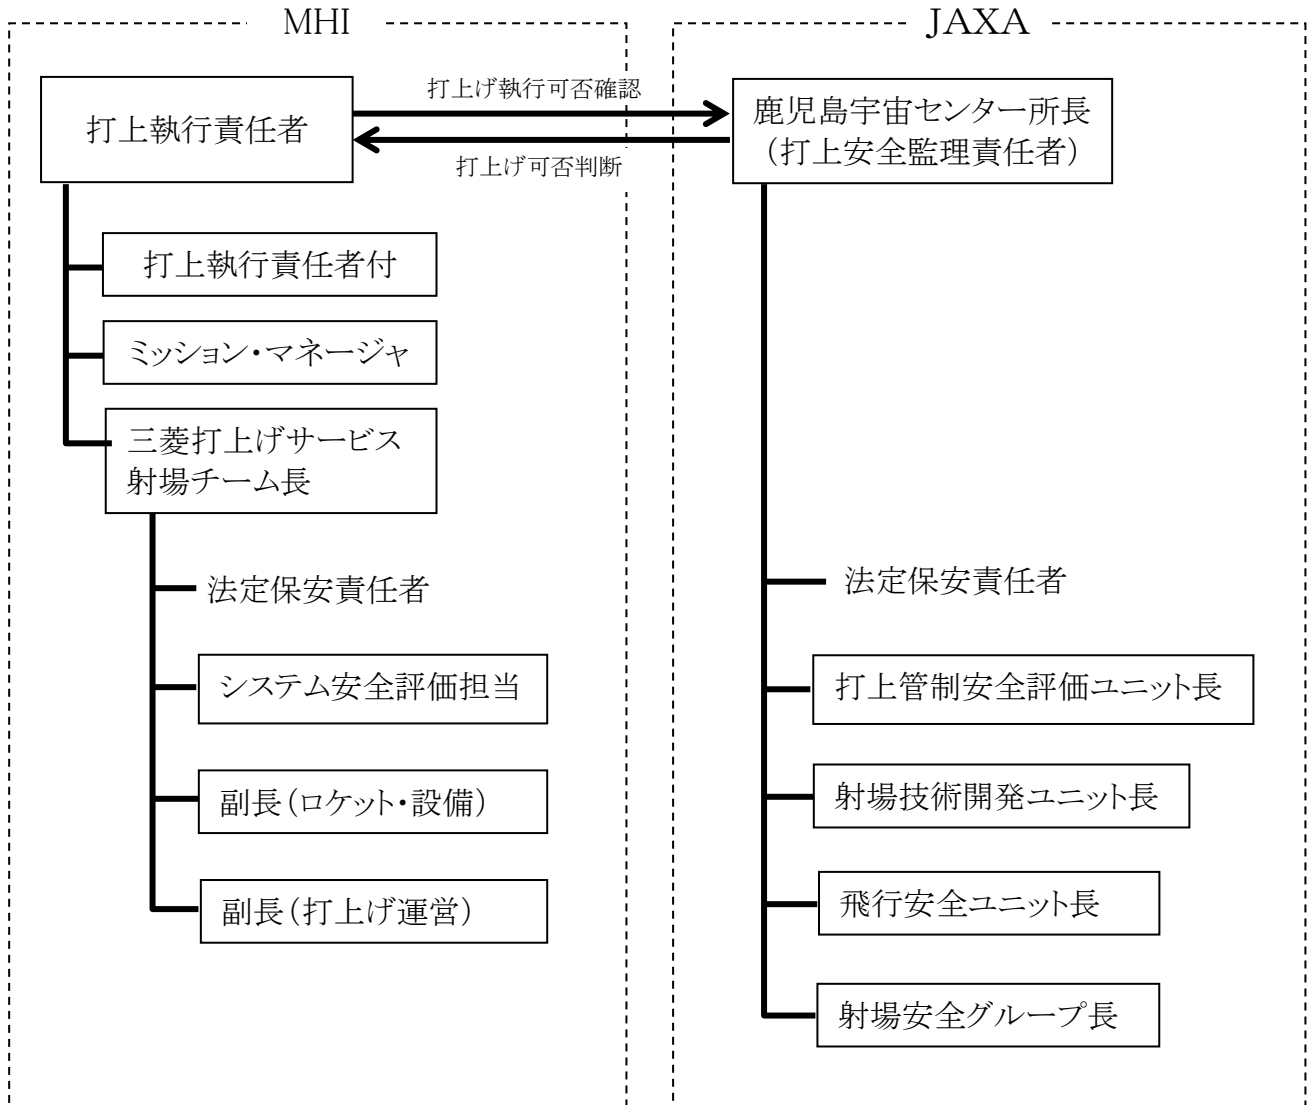 MHI
打上執行責任者
打上執行責任者付
ミッション・マネージャ
三菱打上げサービス
射場チーム長
法定保安責任者
システム安全評価担当
副長(ロケット・設備)
副長(打上げ運営)
打上げ執行可否確認
打上げ可否判断
JAXA
鹿児島宇宙センター所長
(打上安全監理責任者)
法定保安責任者
打上管制安全評価ユニット長
射場技術開発ユニット長
飛行安全ユニット長
射場安全グループ長